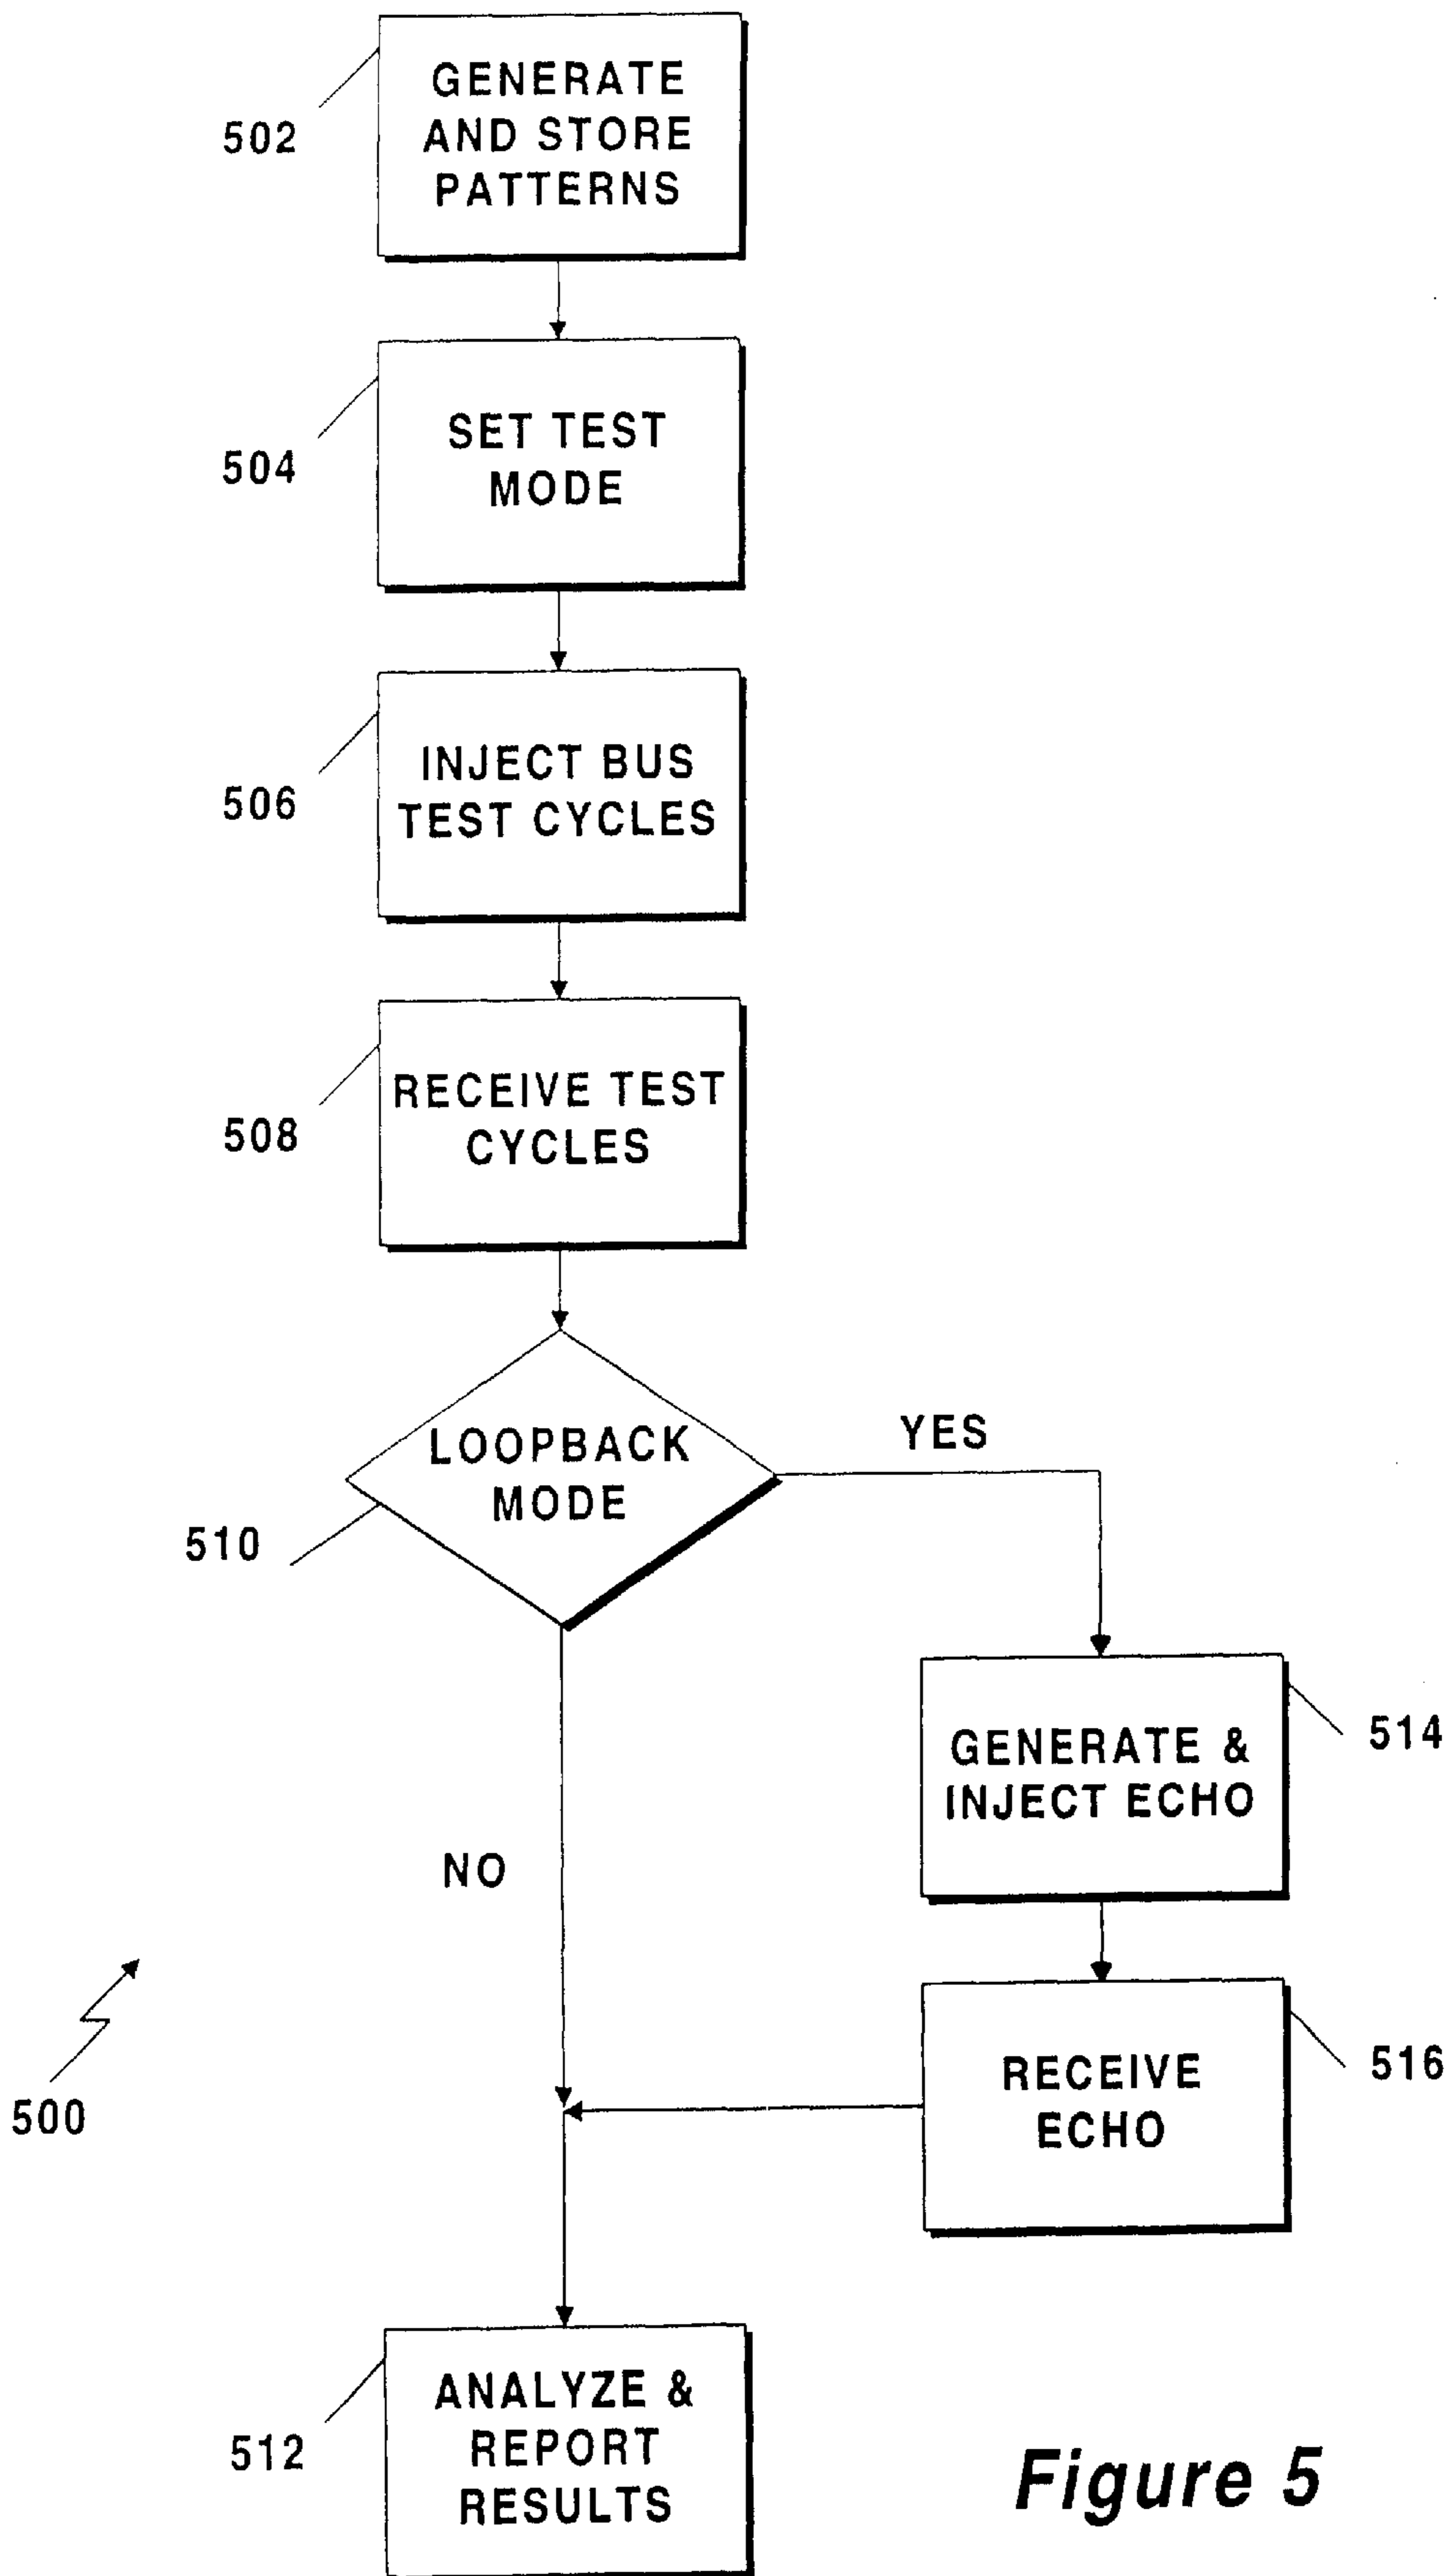 GENERATE
AND STORE
PATTERNS
502
SET TEST
MODE
504
INJECT BUS
TEST CYCLES
506
RECEIVE TEST
CYCLES
508
LOOPBACK
MODE
YES
510
GENERATE &
INJECT ECHO
514
NO
RECEIVE
ECHO
516
500
ANALYZE &
REPORT
RESULTS
512
Figure 5